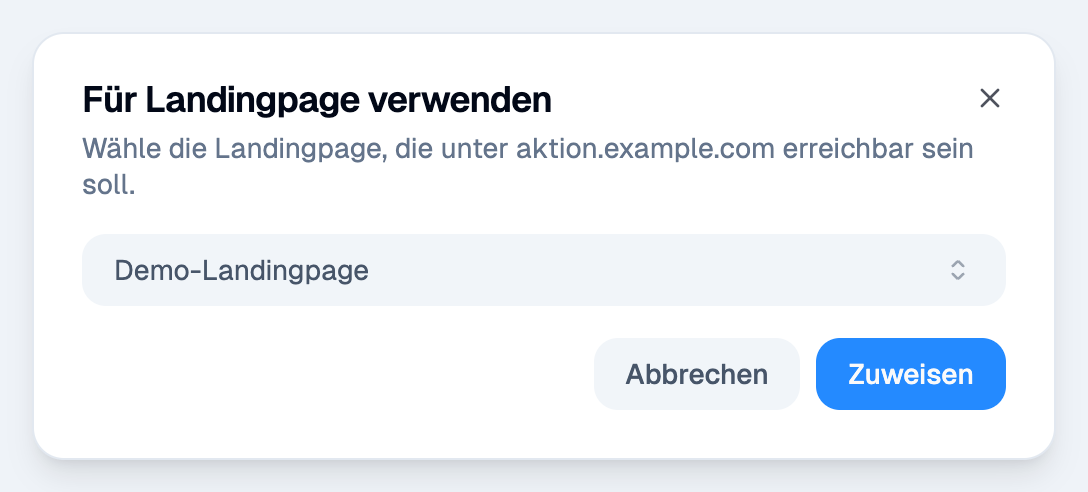 Für Landingpage verwenden
Wähle die Landingpage, die unter aktion.example.com erreichbar sein
soll.
Demo-Landingpage
Abbrechen
Zuweisen